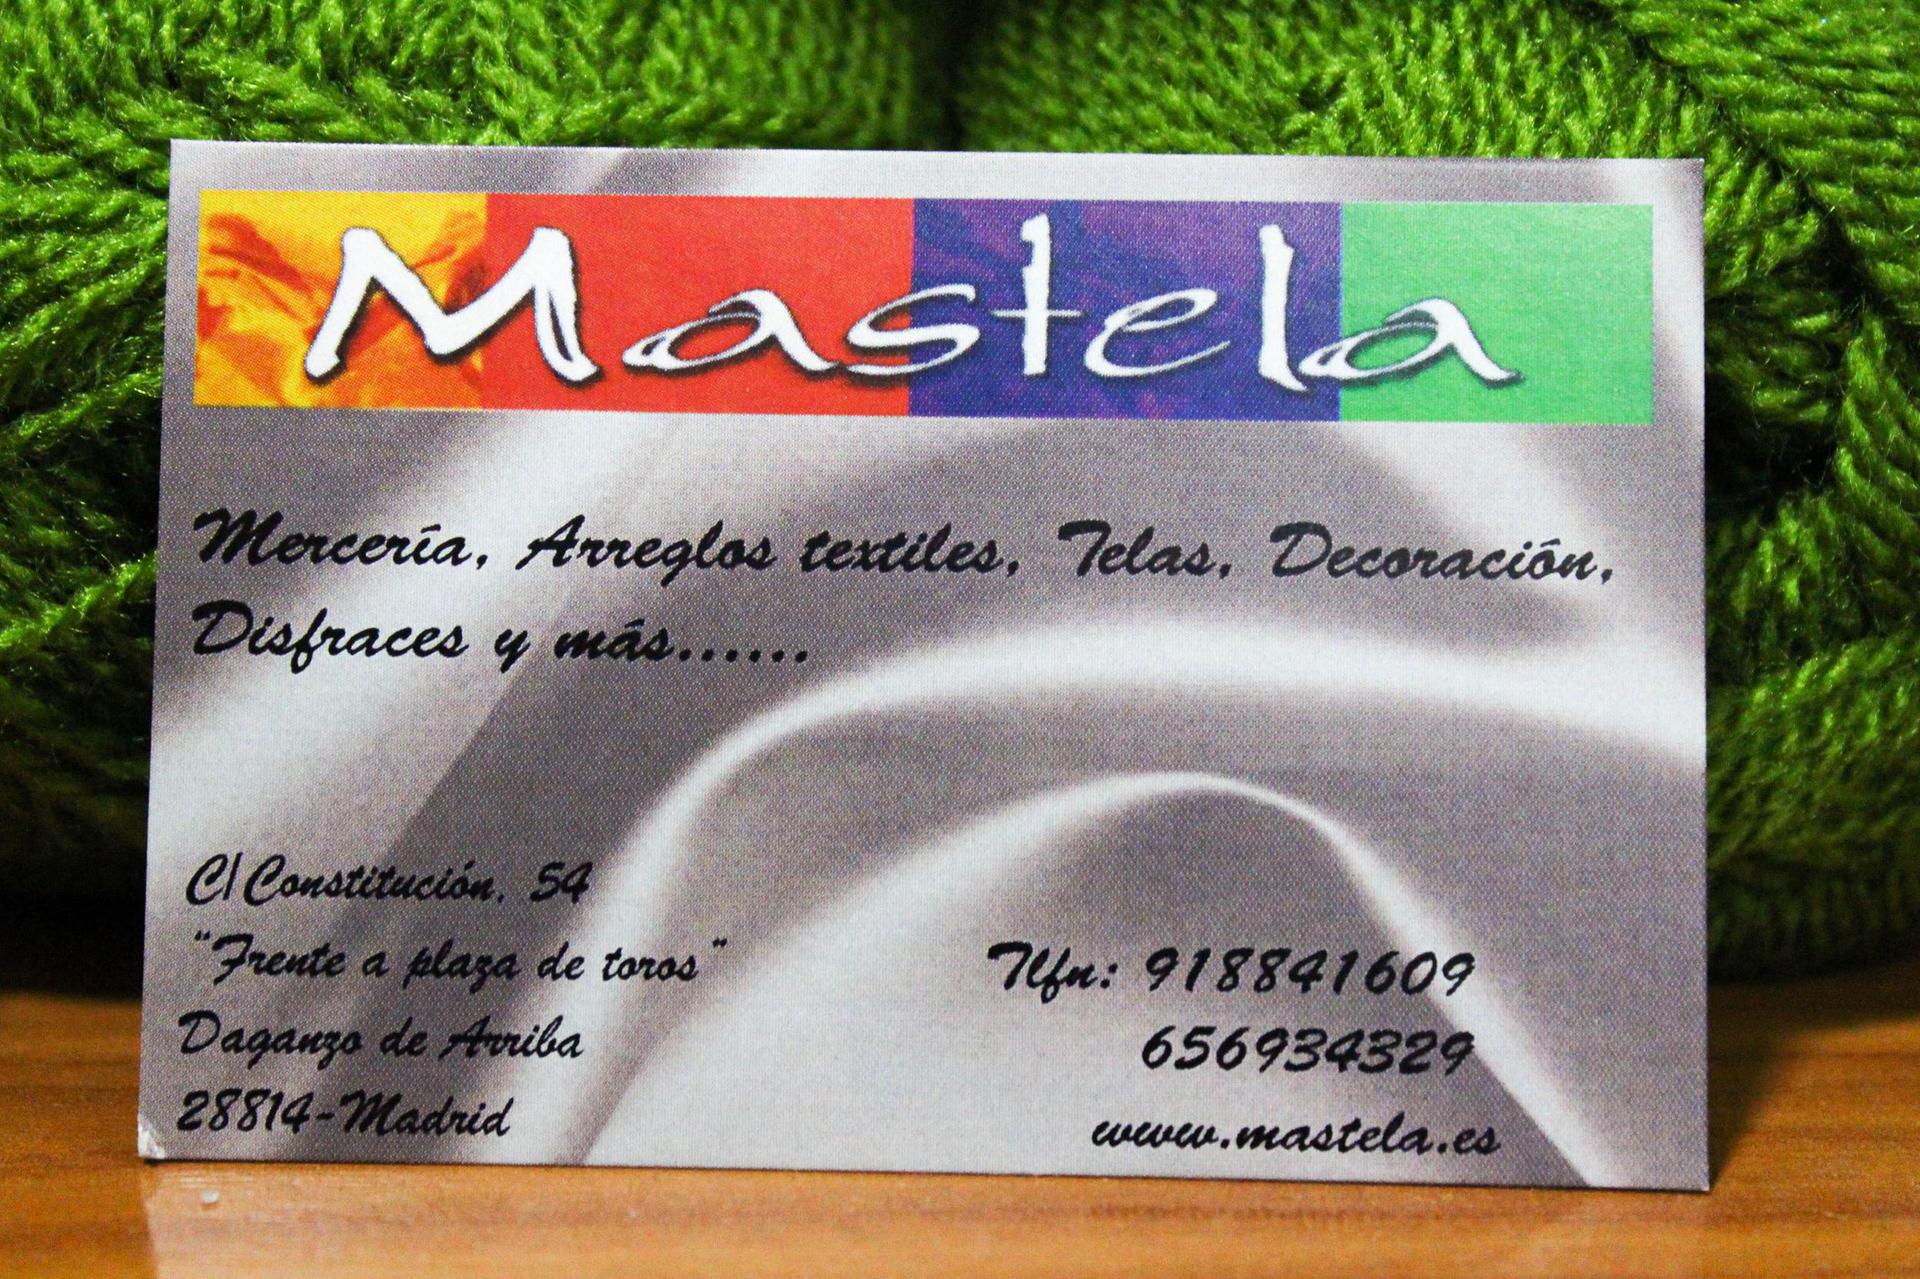 Mastela
Mercería, Arreglos textiles, Telas, Decoración,
Disfraces y más......
C/Constitución, 54
"Frente a plaza de toros"
Daganzo de Arriba
28814-Madrid
Tlfn: 918841609
656934329
www.mastela.es